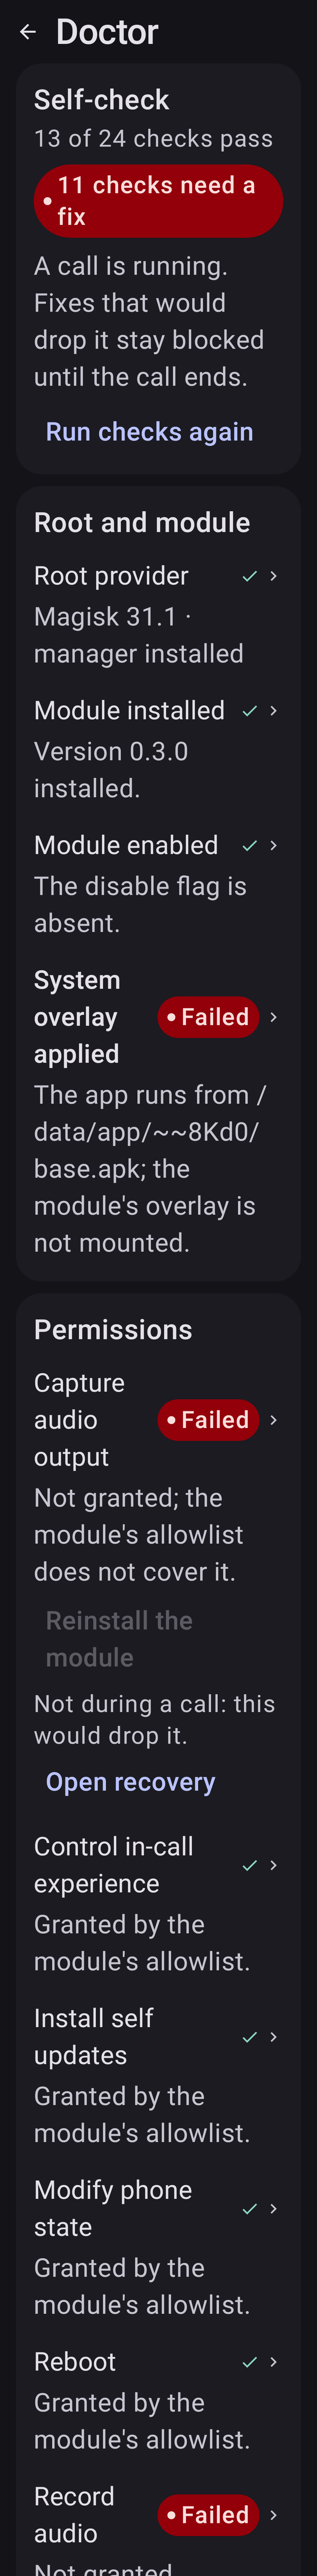 Doctor
Self-check
13 of 24 checks pass
11 checks need a
fix
A call is running.
Fixes that would
drop it stay blocked
until the call ends.
Run checks again
Root and module
Root provider
Magisk 31.1 ·
manager installed
Module installed
Version 0.3.0
installed.
Module enabled
The disable flag is
absent.
System
overlay
applied
Failed
The app runs from /
data/app/~~8Kd0/
base.apk; the
module's overlay is
not mounted.
Permissions
Capture
audio
output
Failed
Not granted; the
module's allowlist
does not cover it.
Reinstall the
module
Not during a call: this
would drop it.
Open recovery
Control in-call
experience
Granted by the
module's allowlist.
Install self
updates
Granted by the
module's allowlist.
Modify phone
state
Granted by the
module's allowlist.
Reboot
Granted by the
module's allowlist.
Record
audio
Failed
Not granted